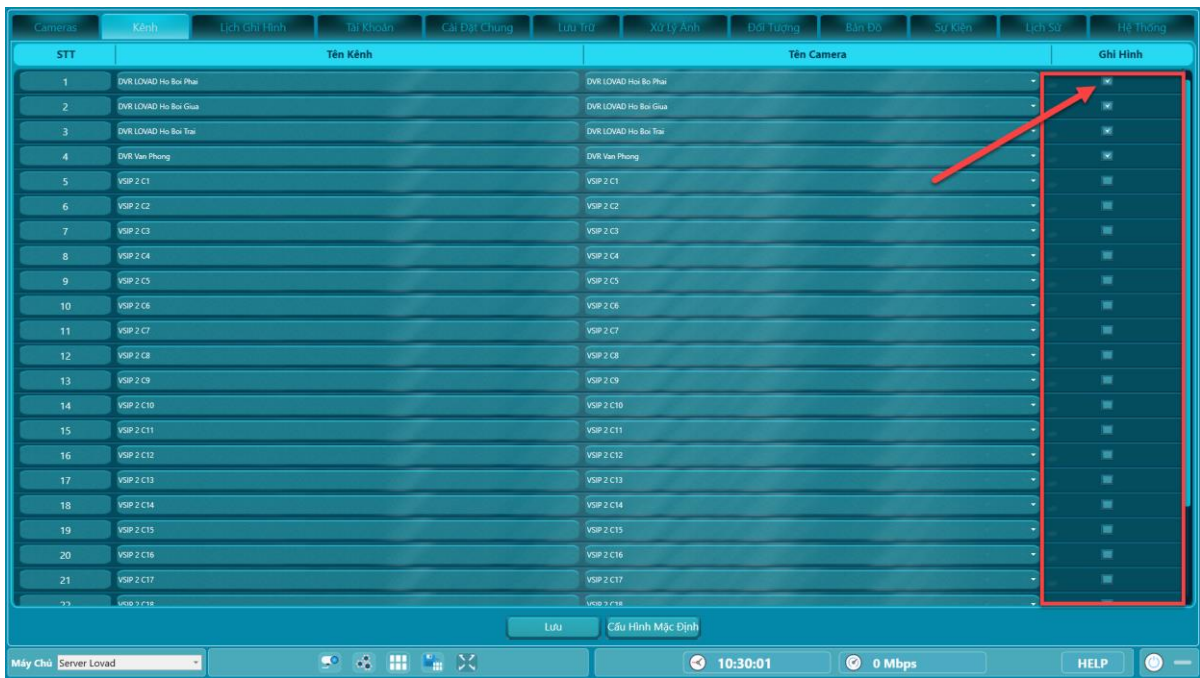 Cameras Kênh Lịch Ghi Hình Tài Khoản Cài Đặt Chung Lưu Trữ Xử Lý Ảnh Đối Tượng Bản Đồ Sự Kiện Lịch Sử Hệ Thống
STT Tên Kênh Tên Camera Ghi Hình
1 DVR LOVAD Ho Boi Phai DVR LOVAD Hoi Bo Phai
2 DVR LOVAD Ho Boi Giua DVR LOVAD Ho Boi Giua
3 DVR LOVAD Ho Boi Trai DVR LOVAD Ho Boi Trai
4 DVR Van Phong DVR Van Phong
5 VSIP 2 C1 VSIP 2 C1
6 VSIP 2 C2 VSIP 2 C2
7 VSIP 2 C3 VSIP 2 C3
8 VSIP 2 C4 VSIP 2 C4
9 VSIP 2 C5 VSIP 2 C5
10 VSIP 2 C6 VSIP 2 C6
11 VSIP 2 C7 VSIP 2 C7
12 VSIP 2 C8 VSIP 2 C8
13 VSIP 2 C9 VSIP 2 C9
14 VSIP 2 C10 VSIP 2 C10
15 VSIP 2 C11 VSIP 2 C11
16 VSIP 2 C12 VSIP 2 C12
17 VSIP 2 C13 VSIP 2 C13
18 VSIP 2 C14 VSIP 2 C14
19 VSIP 2 C15 VSIP 2 C15
20 VSIP 2 C16 VSIP 2 C16
21 VSIP 2 C17 VSIP 2 C17
22 VSIP 2 C18 VSIP 2 C18
Lưu Cấu Hình Mặc Định
Máy Chủ Server Lovad 10:30:01 0 Mbps HELP